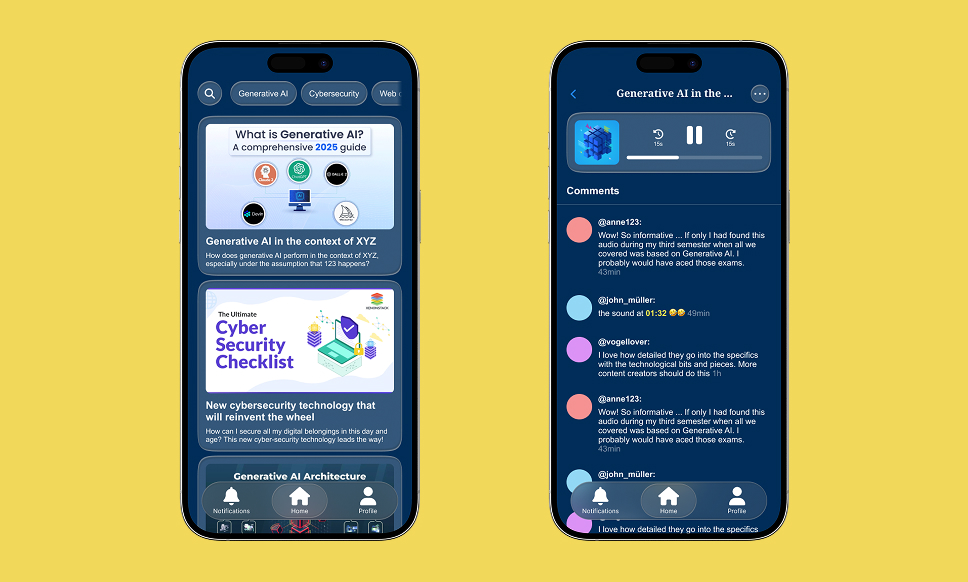 Generative AI
Cybersecurity
Web
What is Generative AI?
A comprehensive 2025 guide
Devin
Generative AI in the context of XYZ
How does generative AI perform in the context of XYZ,
especially under the assumption that 123 happens?
XENONSTACK
The Ultimate
Cyber
Security
Checklist
New cybersecurity technology that
will reinvent the wheel
How can I secure all my digital belongings in this day and
age? This new cyber-security technology leads the way!
Generative AI Architecture
Notifications
Home
Profile
Generative AI in the ...
15s
15s
Comments
@anne123:
Wow! So informative ... If only I had found this
audio during my third semester when all we
covered was based on Generative AI. I
probably would have aced those exams.
43min
@john_müller:
the sound at 01:32 🤣🤣 49min
@vogellover:
I love how detailed they go into the specifics
with the technological bits and pieces. More
content creators should do this 1h
@anne123:
Wow! So informative ... If only I had found this
audio during my third semester when all we
covered was based on Generative AI. I
probably would have aced those exams.
43min
@john_müller:
Notifications
Home
Profile
I love how detailed they go into the specifics